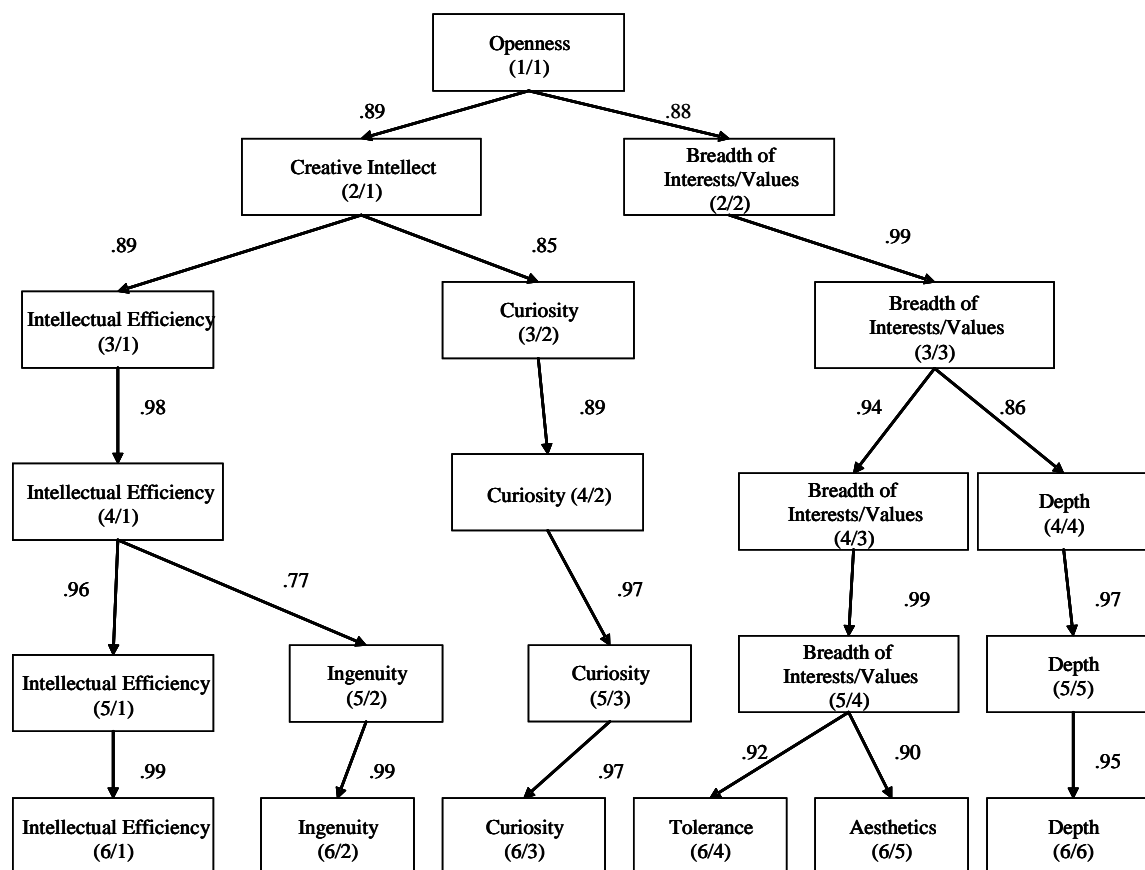 Openness
(1/1)
.89
.88
Creative Intellect
(2/1)
Breadth of
Interests/Values
(2/2)
.89
.85
.99
Intellectual Efficiency
(3/1)
Curiosity
(3/2)
Breadth of
Interests/Values
(3/3)
.98
.89
.94
.86
Intellectual Efficiency
(4/1)
Curiosity (4/2)
Breadth of
Interests/Values
(4/3)
Depth
(4/4)
.96
.77
.97
.99
.97
Intellectual Efficiency
(5/1)
Ingenuity
(5/2)
Curiosity
(5/3)
Breadth of
Interests/Values
(5/4)
Depth
(5/5)
.99
.99
.97
.92
.90
.95
Intellectual Efficiency
(6/1)
Ingenuity
(6/2)
Curiosity
(6/3)
Tolerance
(6/4)
Aesthetics
(6/5)
Depth
(6/6)